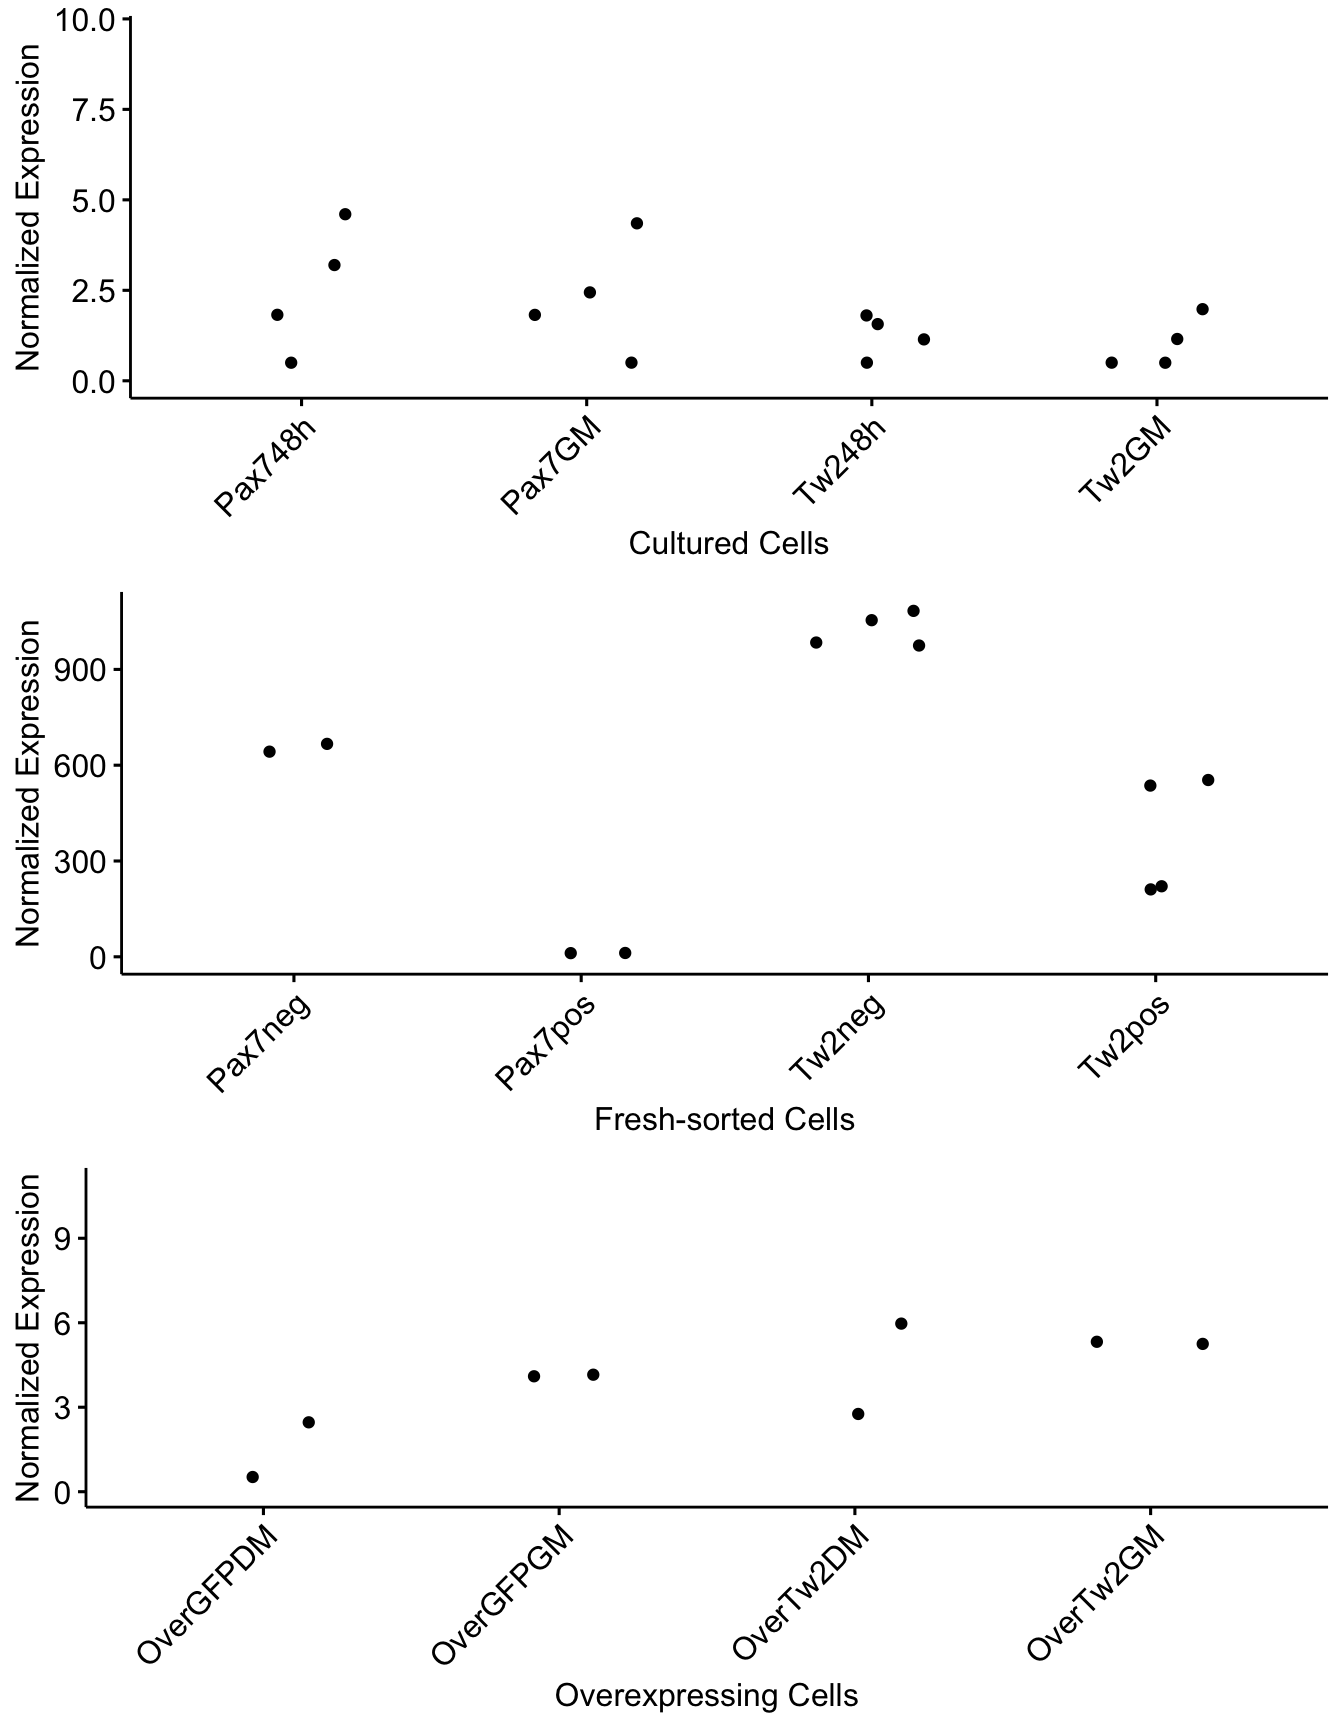 Normalized Expression
10.0
7.5
5.0
2.5
0.0
Pax748h
Pax7GM
Tw248h
Tw2GM
Cultured Cells
Normalized Expression
900
600
300
0
Pax7neg
Pax7pos
Tw2neg
Tw2pos
Fresh-sorted Cells
Normalized Expression
9
6
3
0
OverGFPDM
OverGFPGM
OverTw2DM
OverTw2GM
Overexpressing Cells